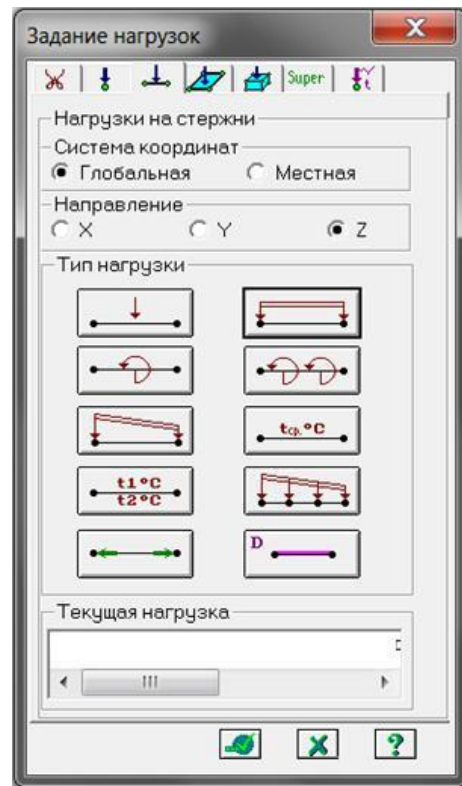 Задание нагрузок
Super
t
Нагрузки на стержни
Система координат
Глобальная Местная
Направление
X Y Z
Тип нагрузки
tср.°C
t1°C
t2°C
D
Текущая нагрузка
?